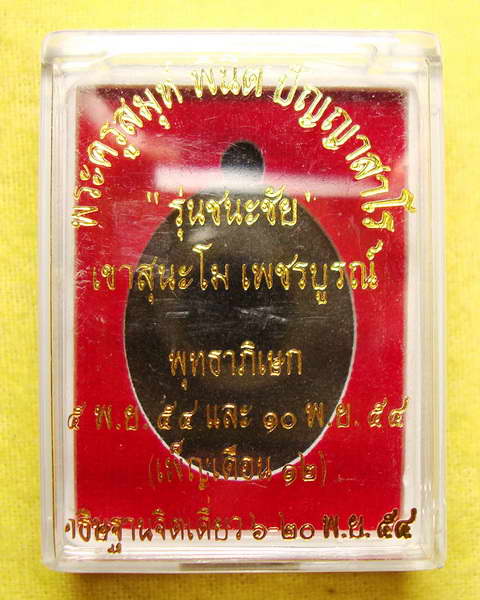 พระครูสมุห์ พนต ปัญญาสาโร
"รุ่นชนะชัย"
เขาสุนะโม เพชรบูรณ์
พุทธาภิเษก
๕ พ.ย. ๕๔ และ ๑๐ พ.ย. ๕๔
(เพ็ญเดือน ๑๒)
อธิษฐานจิตเดี่ยว ๖-๒๐ พ.ย. ๕๔